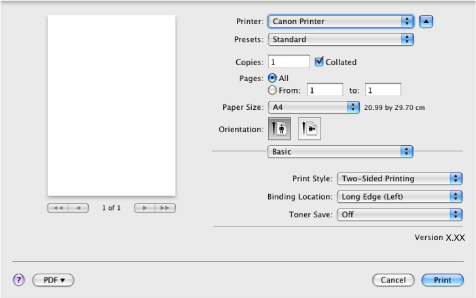 Printer: Canon Printer
Presets: Standard
Copies: 1 Collated
Pages: All
From: 1 to: 1
Paper Size: A4 20.99 by 29.70 cm
Orientation:
Basic
Print Style: Two-Sided Printing
Binding Location: Long Edge (Left)
Toner Save: Off
1 of 1
Version X.XX
? PDF Cancel Print